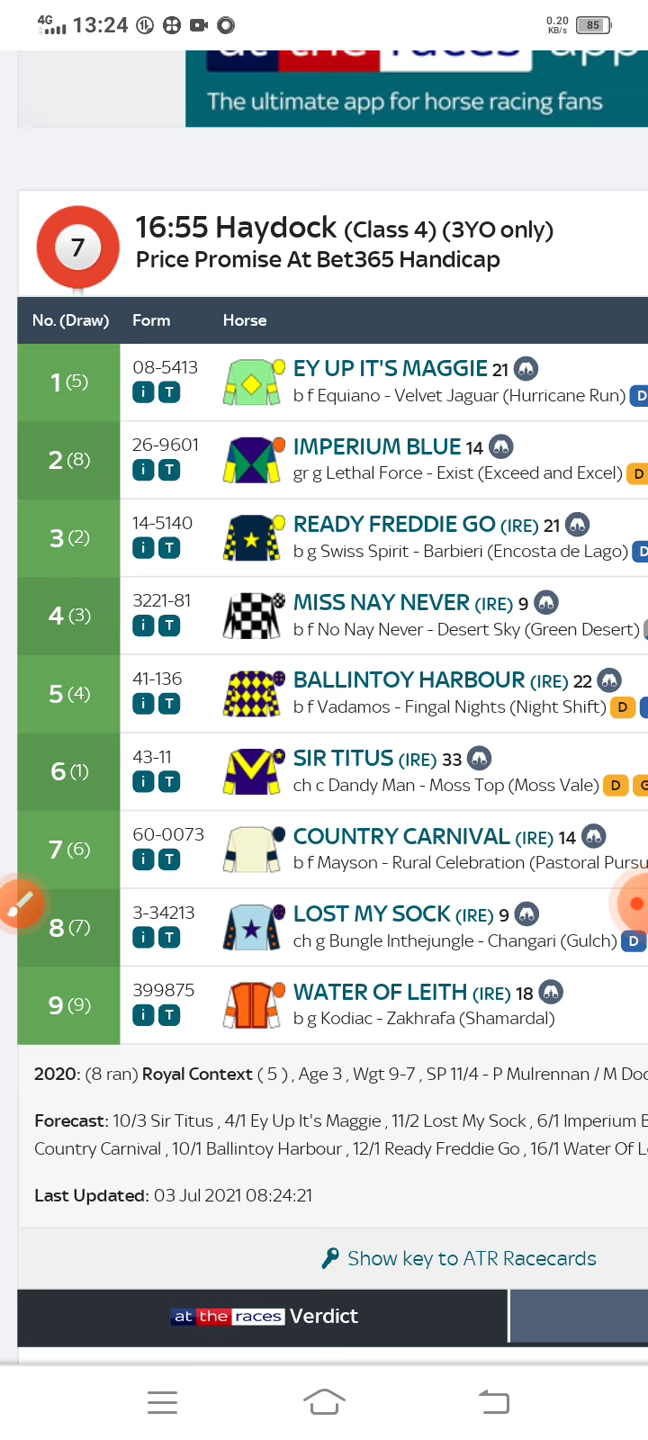 4G 13:24 0.20 KB/s 85
at the races app
The ultimate app for horse racing fans
7
16:55 Haydock (Class 4) (3YO only)
Price Promise At Bet365 Handicap
No. (Draw) Form Horse
1 (5) 08-5413 EY UP IT'S MAGGIE 21
i T b f Equiano - Velvet Jaguar (Hurricane Run) D
2 (8) 26-9601 IMPERIUM BLUE 14
i T gr g Lethal Force - Exist (Exceed and Excel) D
3 (2) 14-5140 READY FREDDIE GO (IRE) 21
i T b g Swiss Spirit - Barbieri (Encosta de Lago) D
4 (3) 3221-81 MISS NAY NEVER (IRE) 9
i T b f No Nay Never - Desert Sky (Green Desert)
5 (4) 41-136 BALLINTOY HARBOUR (IRE) 22
i T b f Vadamos - Fingal Nights (Night Shift) D
6 (1) 43-11 SIR TITUS (IRE) 33
i T ch c Dandy Man - Moss Top (Moss Vale) D
7 (6) 60-0073 COUNTRY CARNIVAL (IRE) 14
i T b f Mayson - Rural Celebration (Pastoral Pursu
8 (7) 3-34213 LOST MY SOCK (IRE) 9
i T ch g Bungle Inthejungle - Changari (Gulch) D
9 (9) 399875 WATER OF LEITH (IRE) 18
i T b g Kodiac - Zakhrafa (Shamardal)
2020: (8 ran) Royal Context ( 5 ) , Age 3 , Wgt 9-7 , SP 11/4 - P Mulrennan / M Do
Forecast: 10/3 Sir Titus , 4/1 Ey Up It's Maggie , 11/2 Lost My Sock , 6/1 Imperium B
Country Carnival , 10/1 Ballintoy Harbour , 12/1 Ready Freddie Go , 16/1 Water Of L
Last Updated: 03 Jul 2021 08:24:21
Show key to ATR Racecards
at the races Verdict